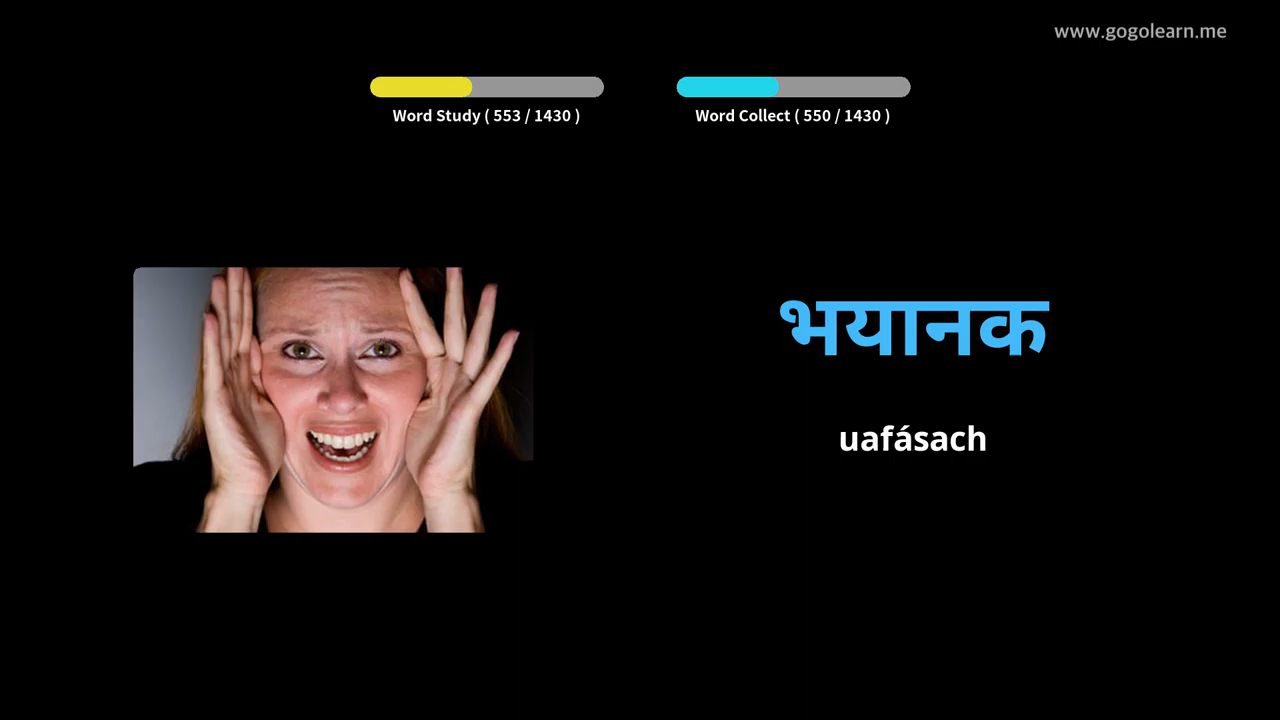 www.gogolearn.me
Word Study ( 553 / 1430 )
Word Collect ( 550 / 1430 )
भयानक
uafásach